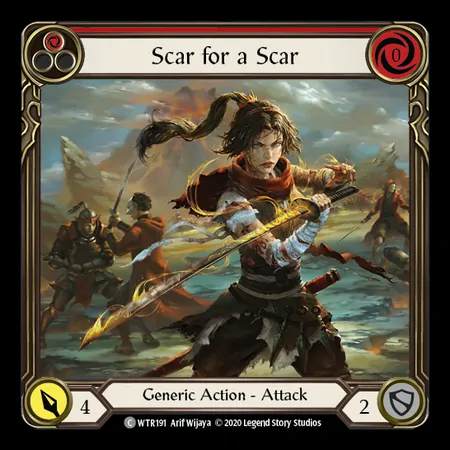 Scar for a Scar
0
4
Generic Action - Attack
2
C WTR191 Arif Wijaya © 2020 Legend Story Studios